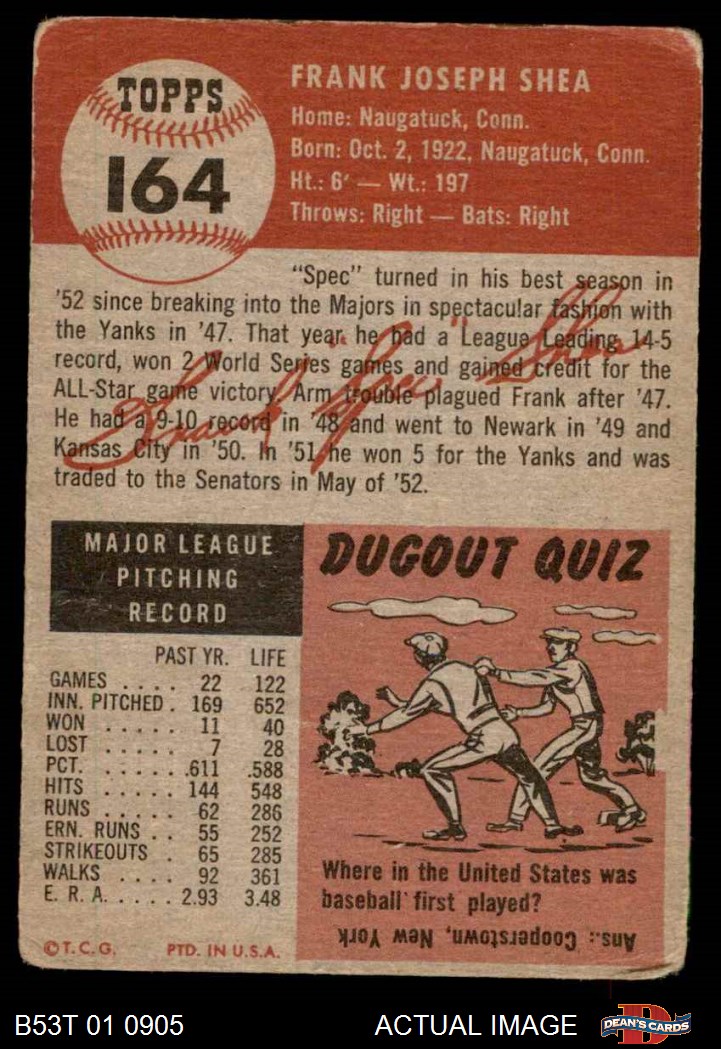 TOPPS
164
FRANK JOSEPH SHEA
Home: Naugatuck, Conn.
Born: Oct. 2, 1922, Naugatuck, Conn.
Ht.: 6' — Wt.: 197
Throws: Right — Bats: Right
"Spec" turned in his best season in
'52 since breaking into the Majors in spectacular fashion with
the Yanks in '47. That year he had a League Leading 14-5
record, won 2 World Series games and gained credit for the
ALL-Star game victory. Arm trouble plagued Frank after '47.
He had a 9-10 record in '48 and went to Newark in '49 and
Kansas City in '50. In '51 he won 5 for the Yanks and was
traded to the Senators in May of '52.
Frank "Spec" Shea
MAJOR LEAGUE
PITCHING
RECORD
PAST YR. LIFE
GAMES . . . . 22 122
INN. PITCHED . 169 652
WON . . . . . 11 40
LOST . . . . . 7 28
PCT. . . . . . .611 .588
HITS . . . . . 144 548
RUNS . . . . . 62 286
ERN. RUNS . . 55 252
STRIKEOUTS . 65 285
WALKS . . . . 92 361
E. R. A. . . . . . 2.93 3.48
©T.C.G. PTD. IN U.S.A.
DUGOUT QUIZ
Where in the United States was
baseball first played?
Ans.: Cooperstown, New York
B53T 01 0905
ACTUAL IMAGE
D
DEAN'S CARDS